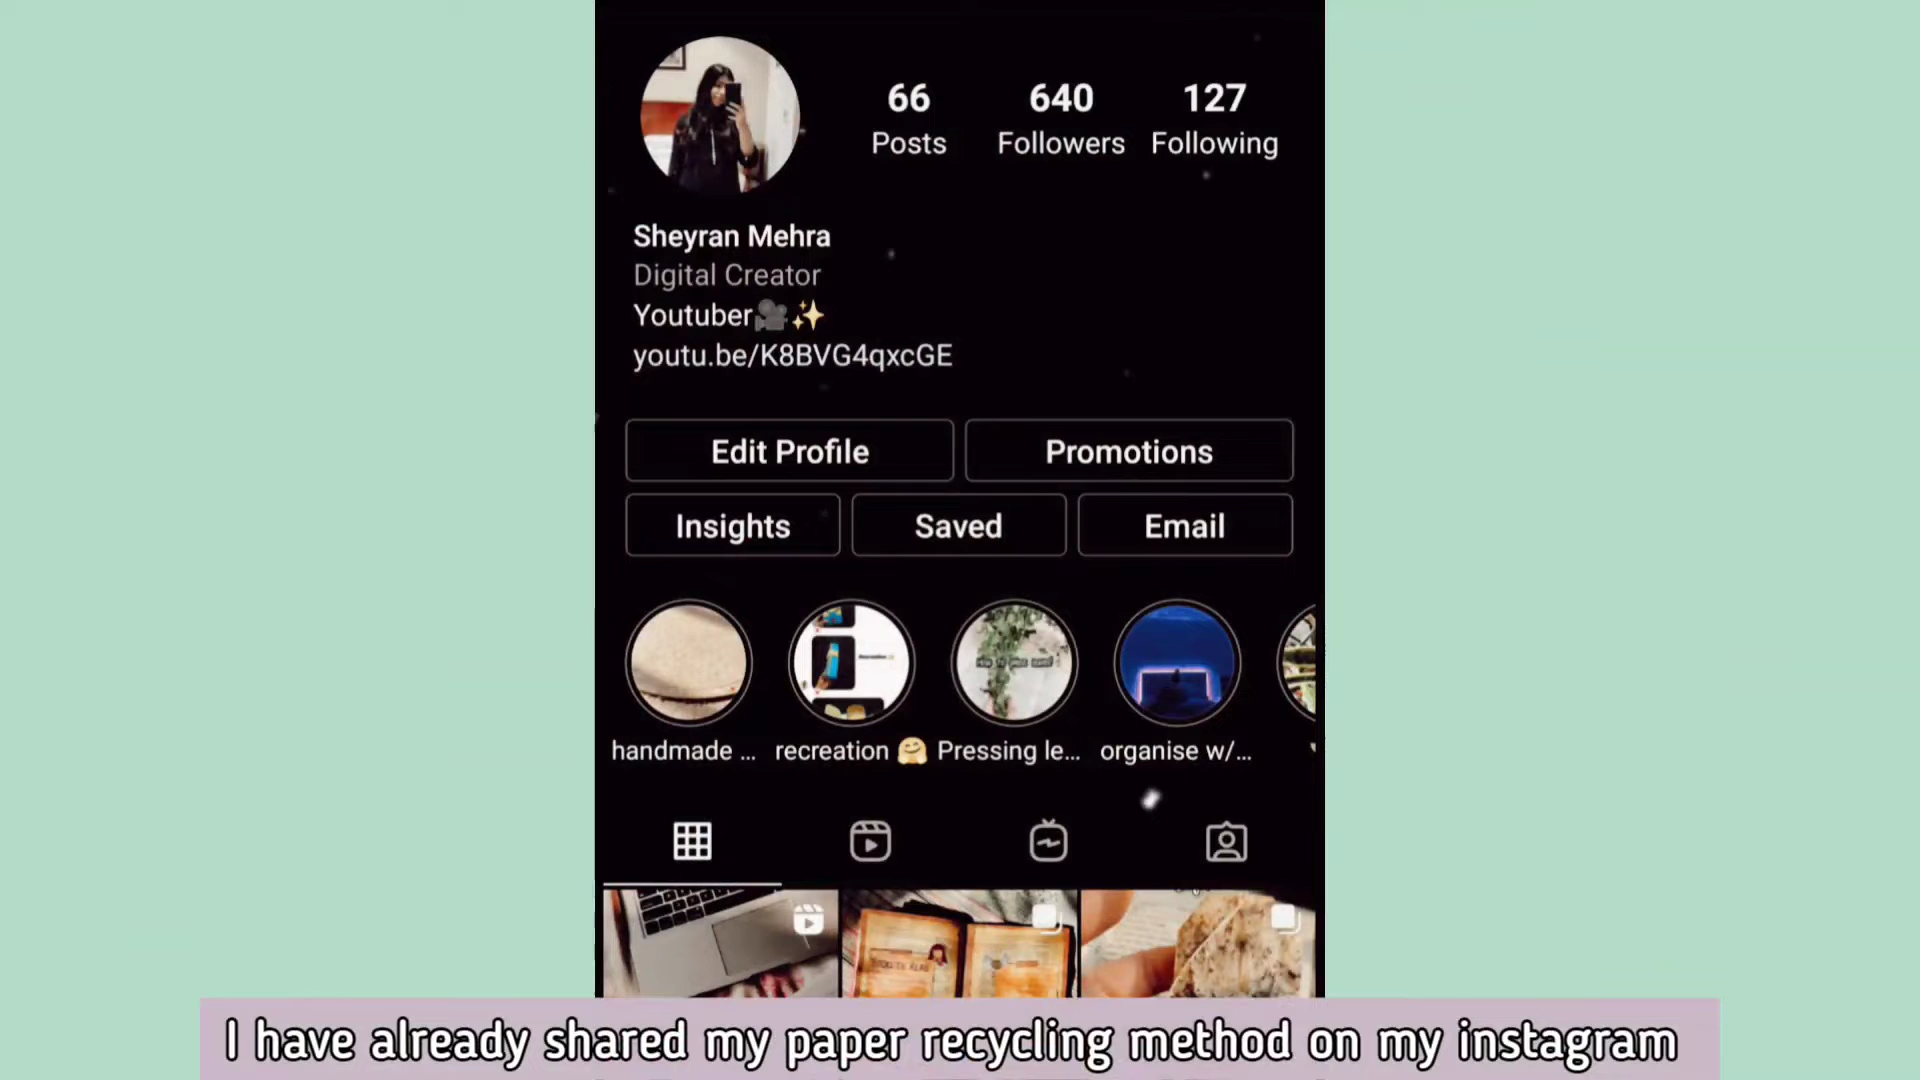 66
Posts
640
Followers
127
Following
Sheyran Mehra
Digital Creator
Youtuber🎥✨
youtu.be/K8BVG4qxcGE
Edit Profile
Promotions
Insights
Saved
Email
handmade ...
recreation 🤗
Pressing le...
organise w/...
I have already shared my paper recycling method on my instagram